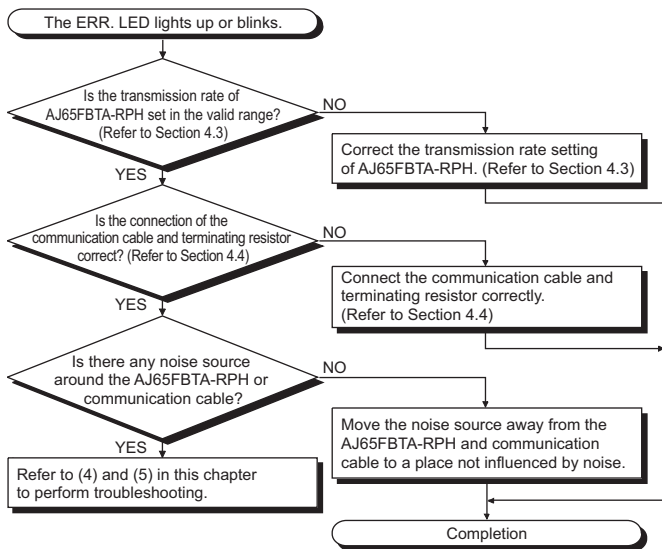 The ERR. LED lights up or blinks.
Is the transmission rate of
AJ65FBTA-RPH set in the valid range?
(Refer to Section 4.3)
NO
Correct the transmission rate setting
of AJ65FBTA-RPH. (Refer to Section 4.3)
YES
Is the connection of the
communication cable and terminating resistor
correct? (Refer to Section 4.4)
NO
Connect the communication cable and
terminating resistor correctly.
(Refer to Section 4.4)
YES
Is there any noise source
around the AJ65FBTA-RPH or
communication cable?
NO
Move the noise source away from the
AJ65FBTA-RPH and communication
cable to a place not influenced by noise.
YES
Refer to (4) and (5) in this chapter
to perform troubleshooting.
Completion